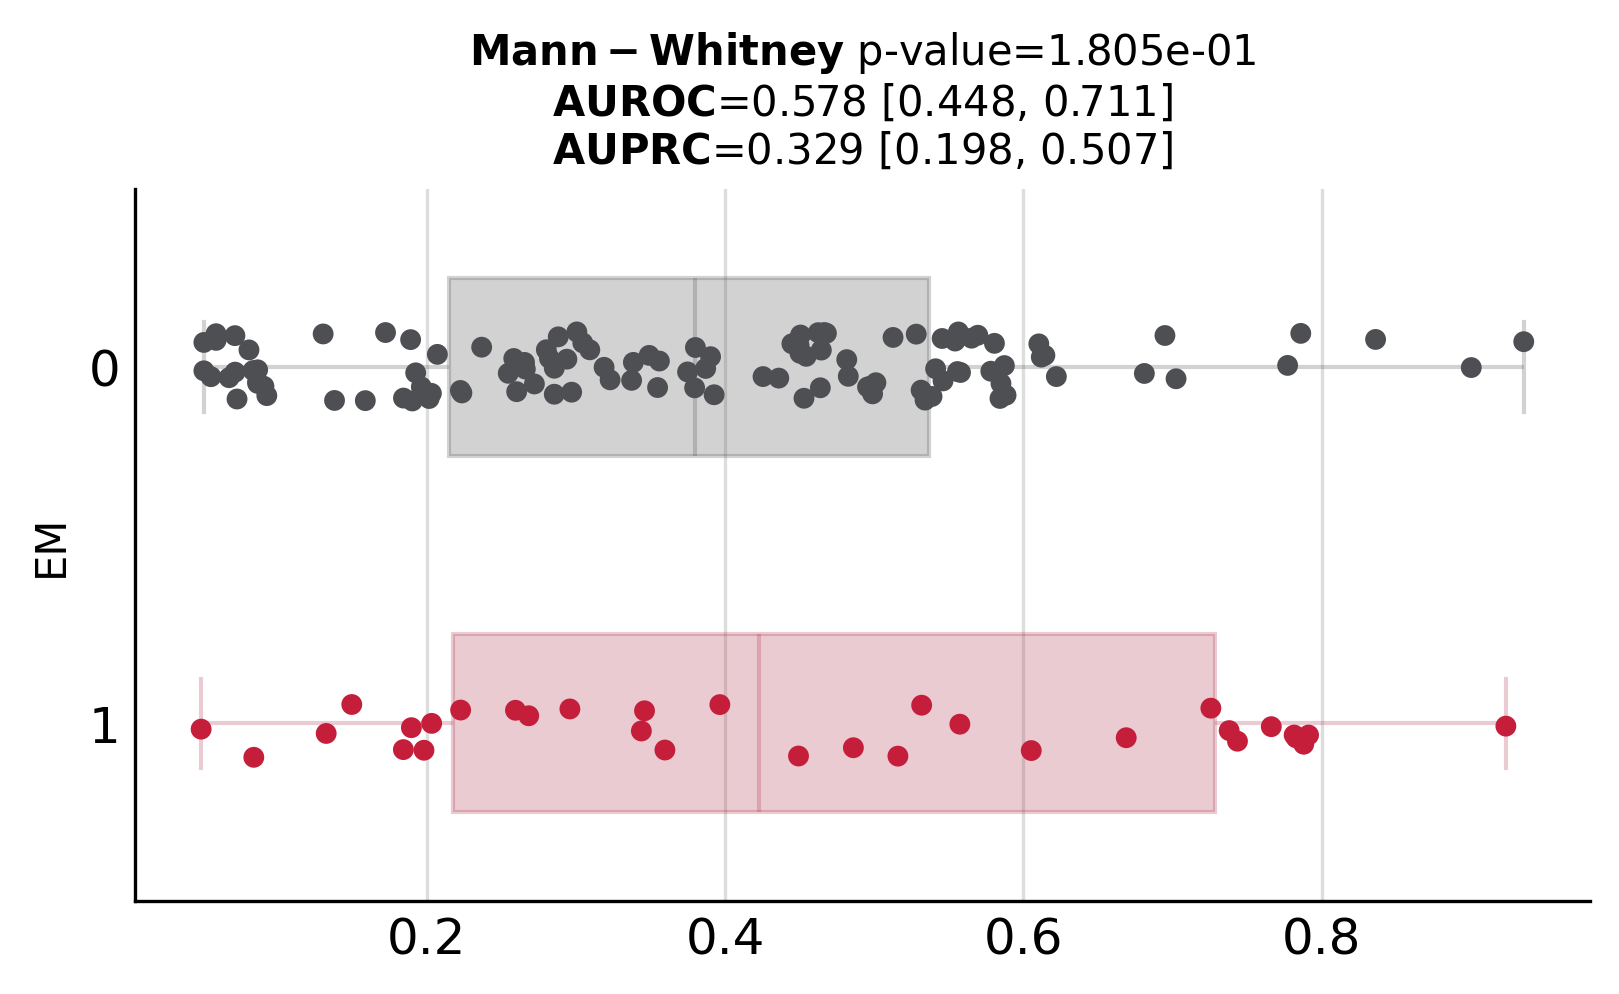 Mann − Whitney p-value=1.805e-01
AUROC=0.578 [0.448, 0.711]
AUPRC=0.329 [0.198, 0.507]
0
EM
1
0.2 0.4 0.6 0.8